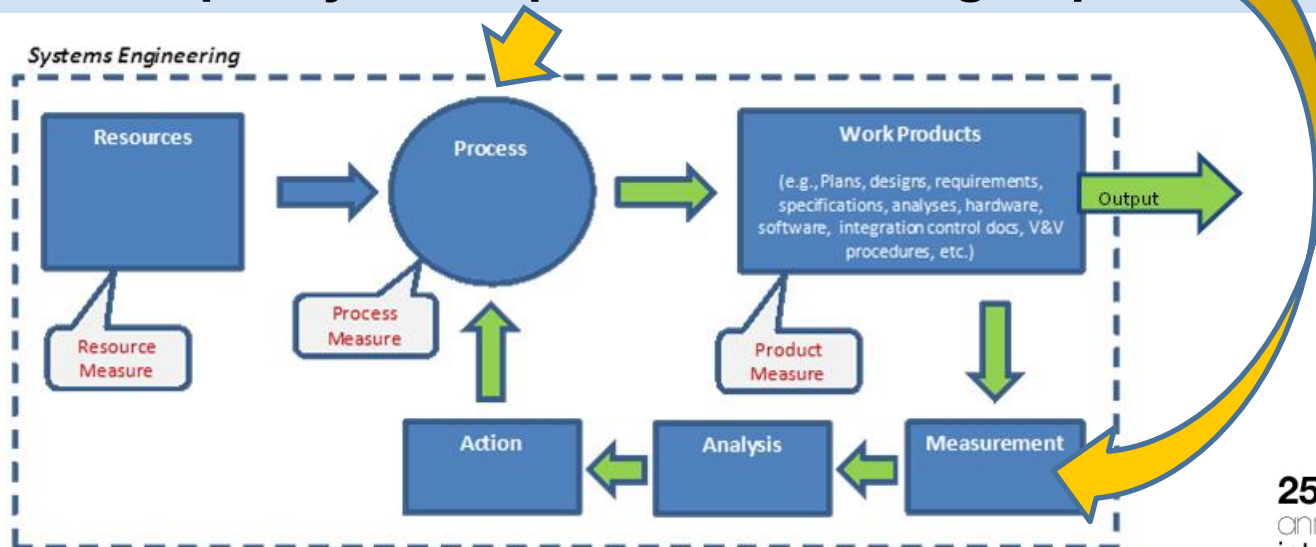 Systems Engineering
Resources
Process
Work Products
(e.g., Plans, designs, requirements,
specifications, analyses, hardware,
software, integration control docs, V&V
procedures, etc.)
Output
Resource
Measure
Process
Measure
Product
Measure
Action
Analysis
Measurement
25